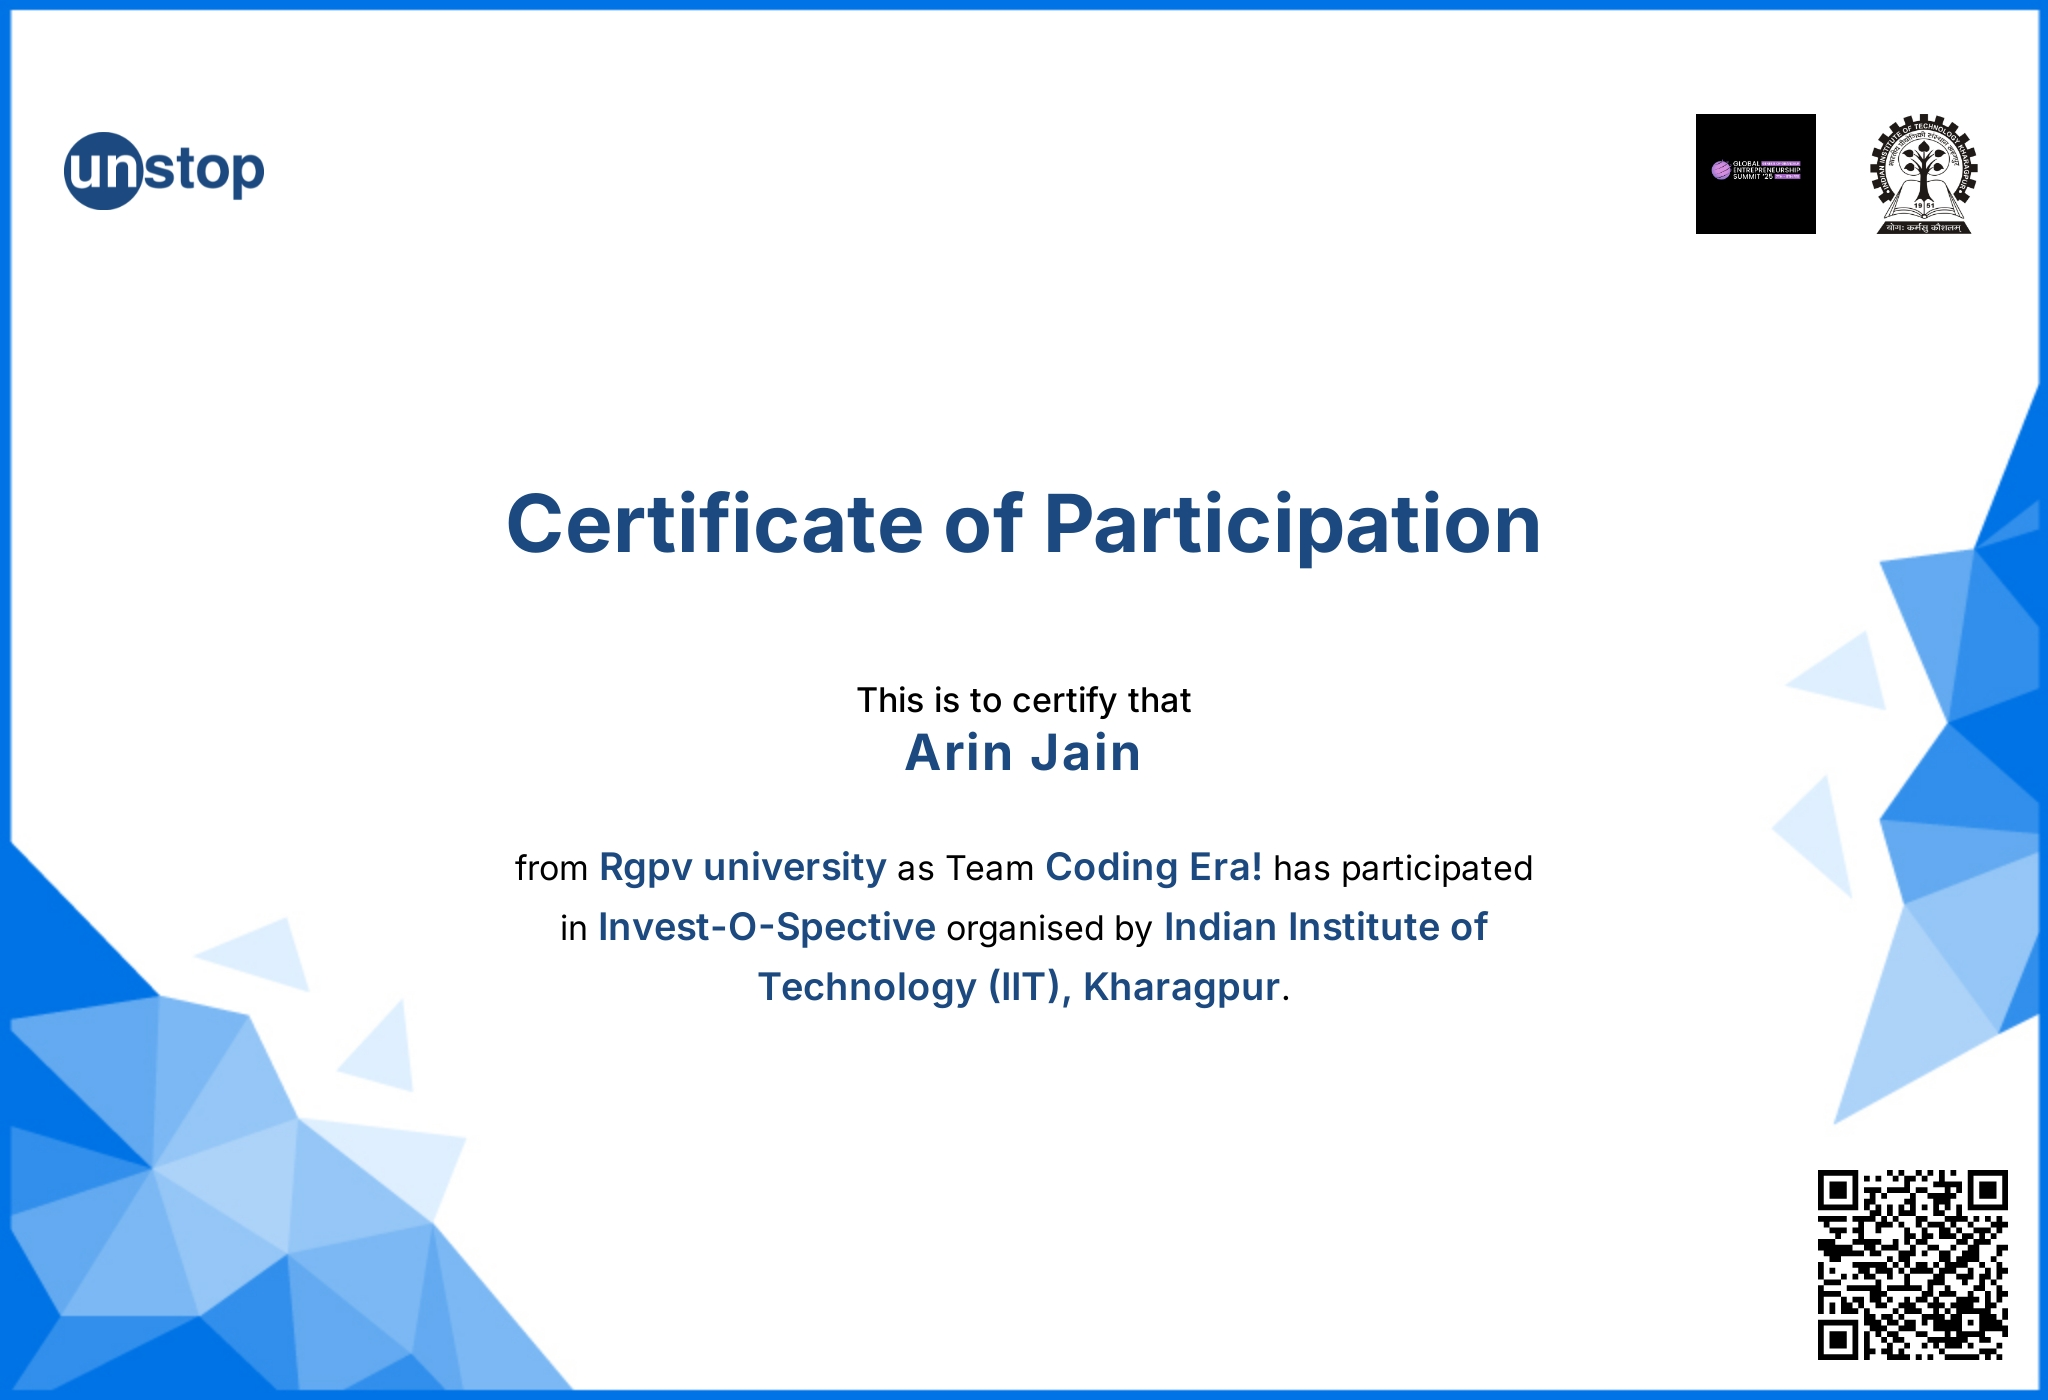 unstop
GLOBAL
ENTREPRENEURSHIP
SUMMIT '25
INDIAN INSTITUTE OF TECHNOLOGY KHARAGPUR
19 51
योगः कर्मसु कौशलम्
Certificate of Participation
This is to certify that
Arin Jain
from Rgpv university as Team Coding Era! has participated
in Invest-O-Spective organised by Indian Institute of
Technology (IIT), Kharagpur.